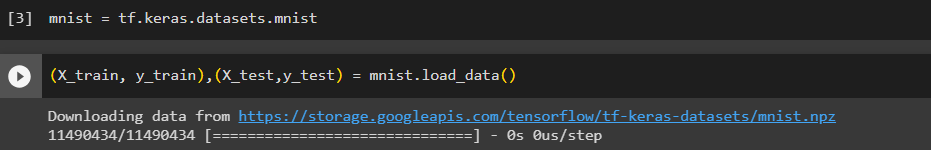 [3] mnist = tf.keras.datasets.mnist
(X_train, y_train),(X_test,y_test) = mnist.load_data()
Downloading data from https://storage.googleapis.com/tensorflow/tf-keras-datasets/mnist.npz
11490434/11490434 [==============================] - 0s 0us/step